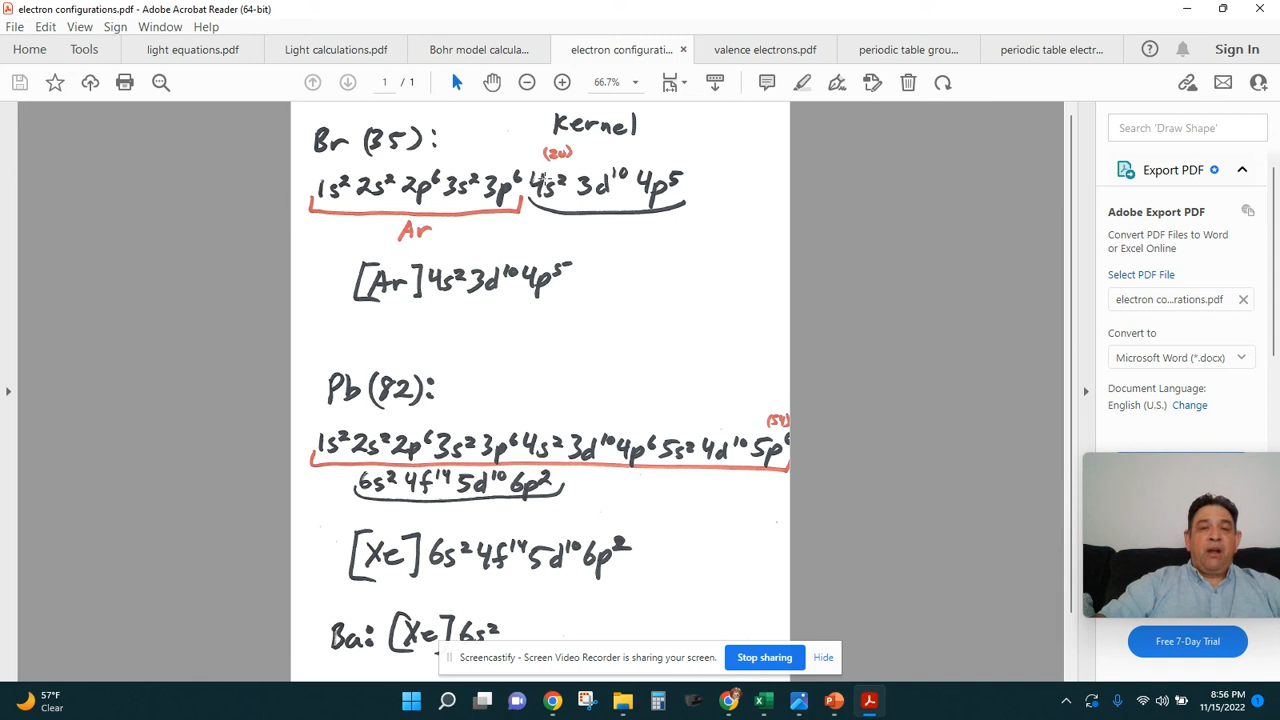 electron configurations.pdf - Adobe Acrobat Reader (64-bit)
File Edit View Sign Window Help
Home Tools light equations.pdf Light calculations.pdf Bohr model calcula... electron configurati... × valence electrons.pdf periodic table grou... periodic table electr... Sign In
1 / 1 66.7%
Kernel
Br (35):
(20)
1s² 2s² 2p⁶ 3s² 3p⁶ 4s² 3d¹⁰ 4p⁵
Ar
[Ar] 4s² 3d¹⁰ 4p⁵
Pb (82):
(54)
1s² 2s² 2p⁶ 3s² 3p⁶ 4s² 3d¹⁰ 4p⁶ 5s² 4d¹⁰ 5p⁶
6s² 4f¹⁴ 5d¹⁰ 6p²
[Xe] 6s² 4f¹⁴ 5d¹⁰ 6p²
Ba: [Xe] 6s²
Search 'Draw Shape'
Export PDF
Adobe Export PDF
Convert PDF Files to Word
or Excel Online
Select PDF File
electron co...rations.pdf
Convert to
Microsoft Word (*.docx)
Document Language:
English (U.S.) Change
Free 7-Day Trial
Screencastify - Screen Video Recorder is sharing your screen. Stop sharing Hide
57°F
Clear
8:56 PM
11/15/2022